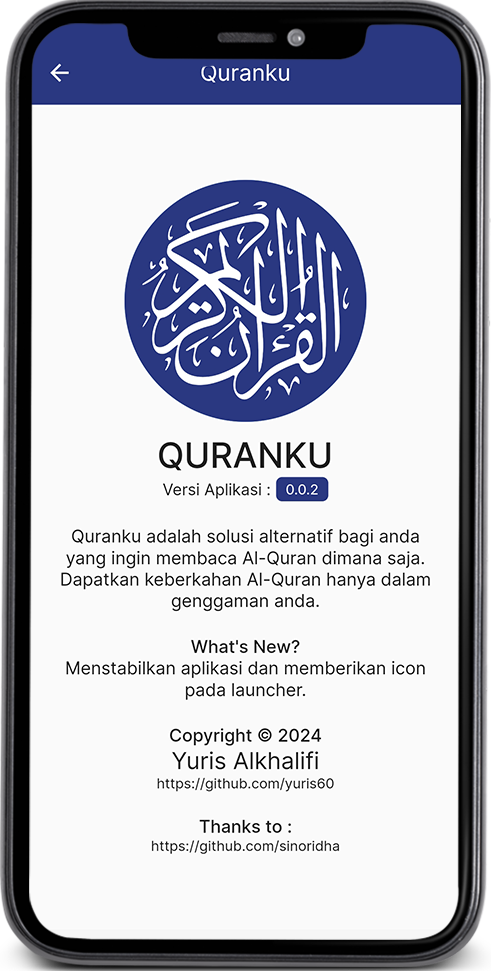 Quranku
القرآن الكريم
QURANKU
Versi Aplikasi : 0.0.2
Quranku adalah solusi alternatif bagi anda
yang ingin membaca Al-Quran dimana saja.
Dapatkan keberkahan Al-Quran hanya dalam
genggaman anda.
What's New?
Menstabilkan aplikasi dan memberikan icon
pada launcher.
Copyright © 2024
Yuris Alkhalifi
https://github.com/yuris60
Thanks to :
https://github.com/sinoridha